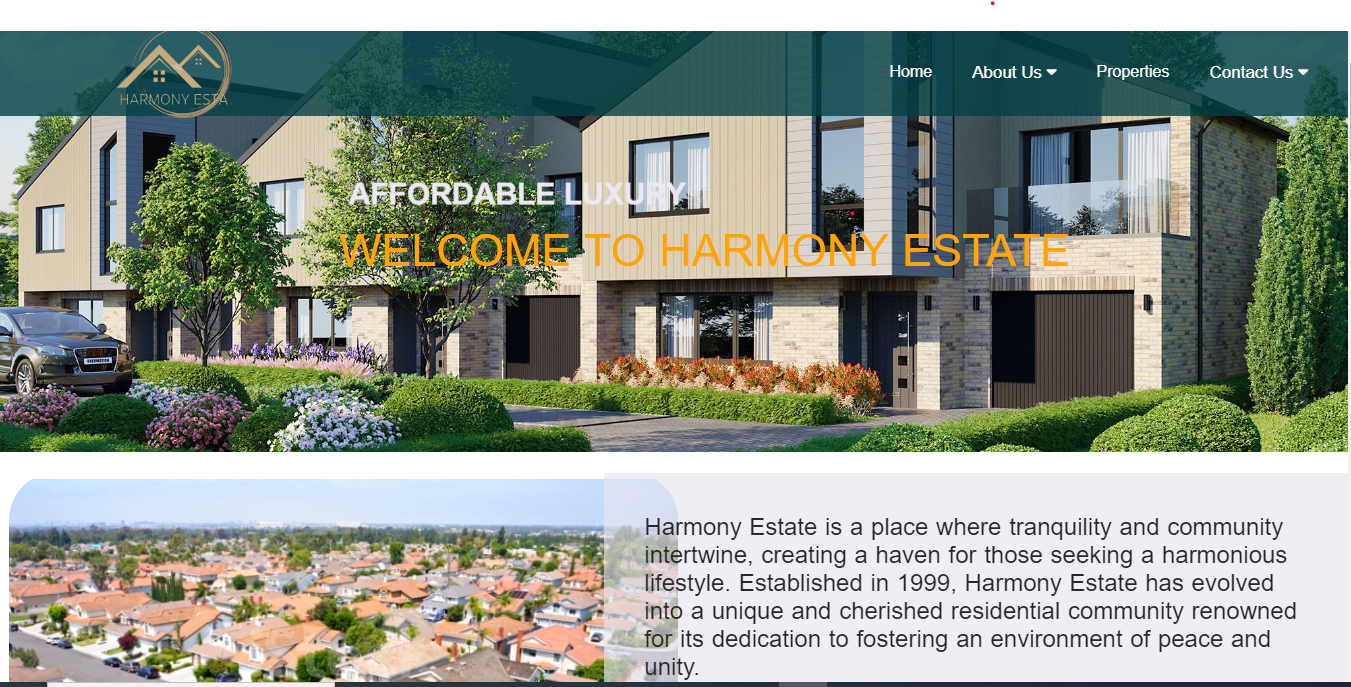 HARMONY ESTA
Home
About Us
Properties
Contact Us
AFFORDABLE LUXURY
WELCOME TO HARMONY ESTATE
EVERMOTION
Harmony Estate is a place where tranquility and community
intertwine, creating a haven for those seeking a harmonious
lifestyle. Established in 1999, Harmony Estate has evolved
into a unique and cherished residential community renowned
for its dedication to fostering an environment of peace and
unity.